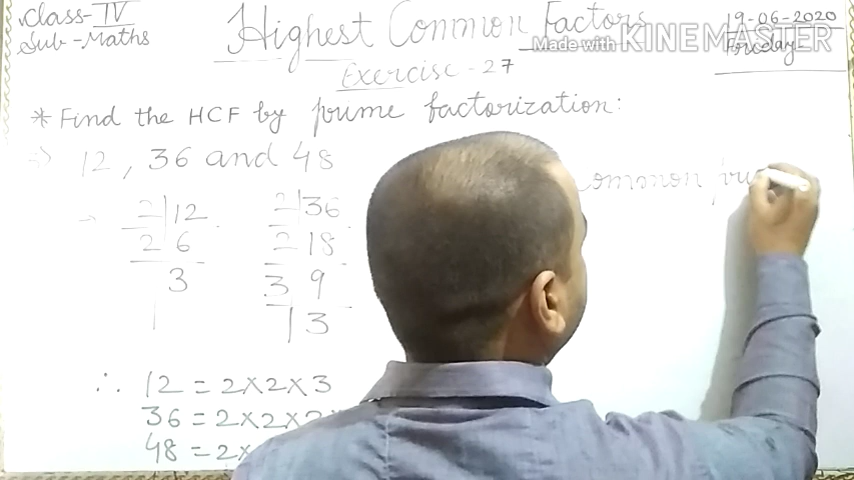 Class-IV
Sub-Maths
Highest Common Factors
19-06-2020
Made with KINEMASTER
Exercise-27
* Find the HCF by prime factorization:
12, 36 and 48
2 12
2 6
3
2 36
2 18
3 9
3
common
∴ 12 = 2×2×3
36 = 2×2×
48 = 2×